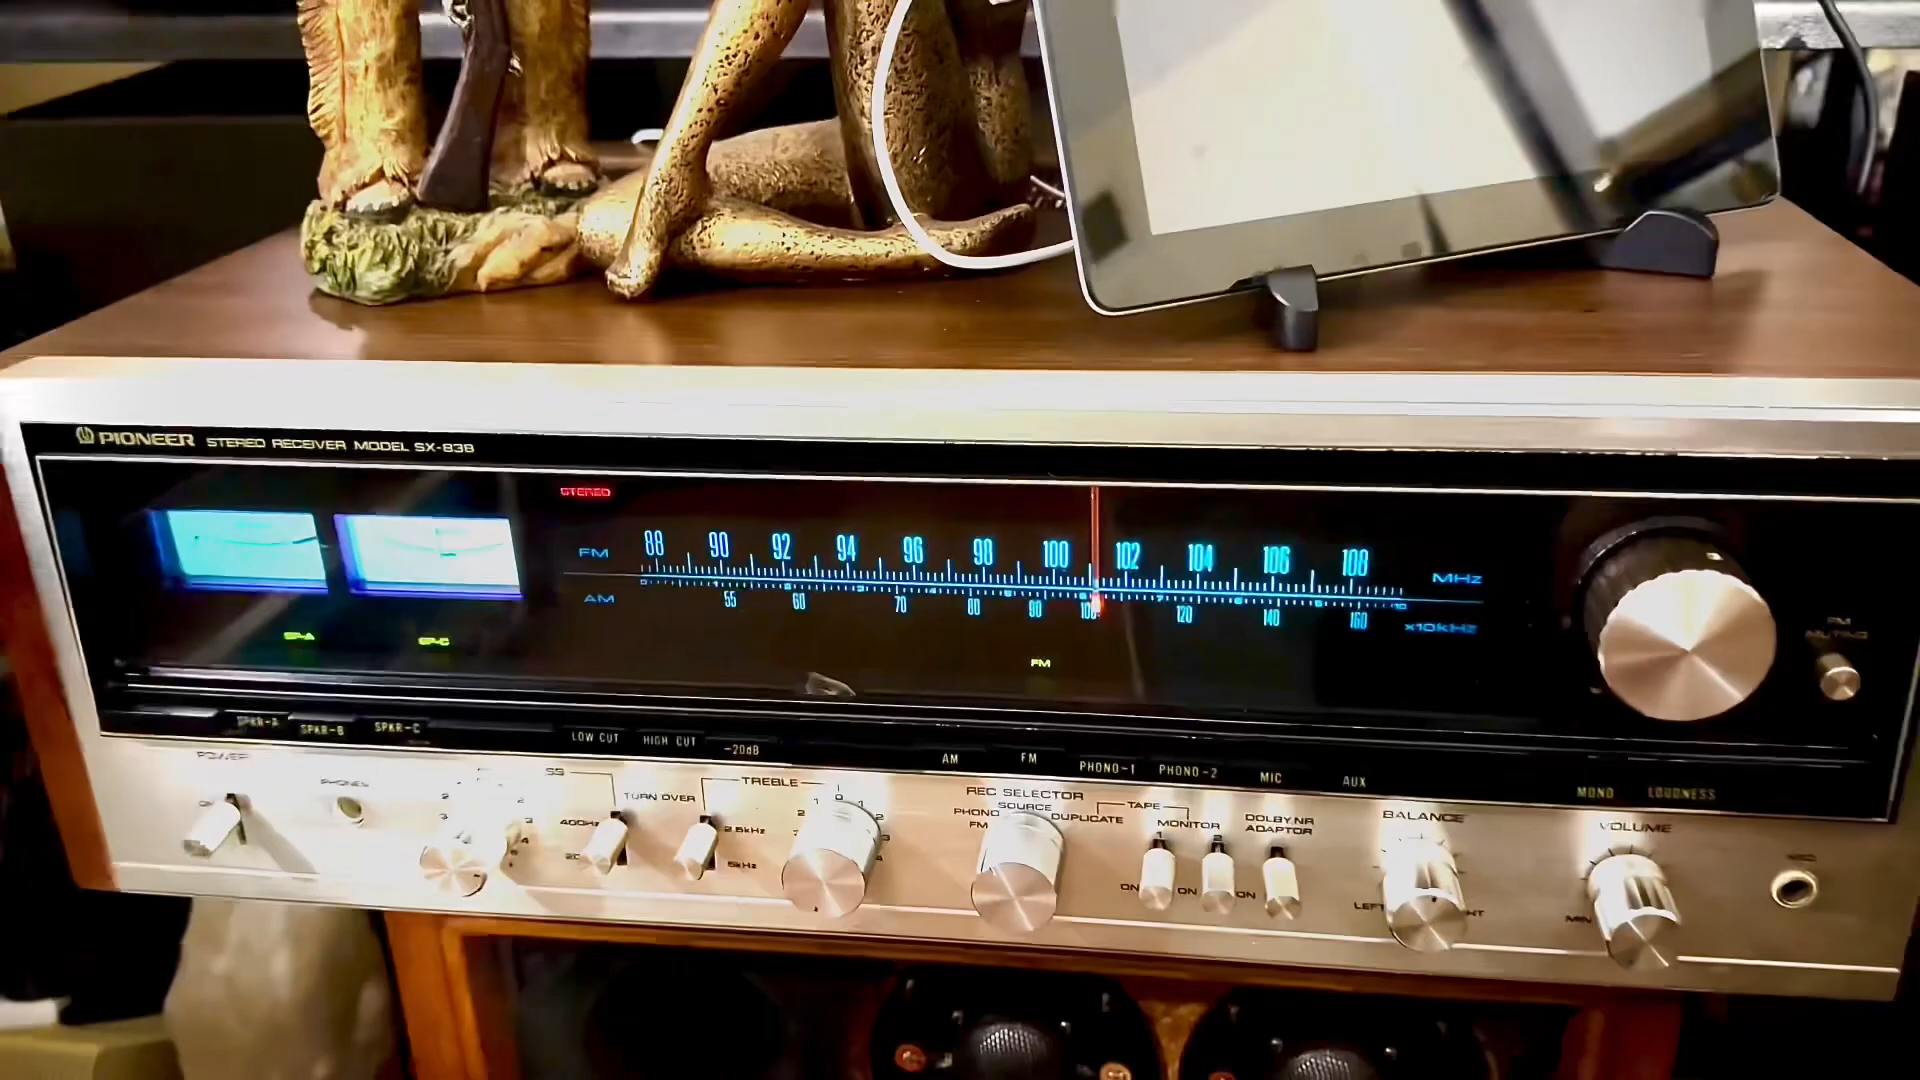 PIONEER STEREO RECEIVER MODEL SX-838
STEREO
FM 88 90 92 94 96 98 100 102 104 106 108 MHz
AM 55 60 70 80 90 100 120 140 160 x10kHz
SP-A SP-C FM
FM MUTING
SPKR-A SPKR-B SPKR-C LOW CUT HIGH CUT -20dB AM FM PHONO-1 PHONO-2 MIC AUX MONO LOUDNESS
POWER PHONES TURN OVER TREBLE REC SELECTOR TAPE BALANCE VOLUME
SOURCE
PHONO DUPLICATE MONITOR DOLBY NR
FM ADAPTOR
400Hz 2.5kHz
5kHz
ON ON ON
LEFT MIN
MIC